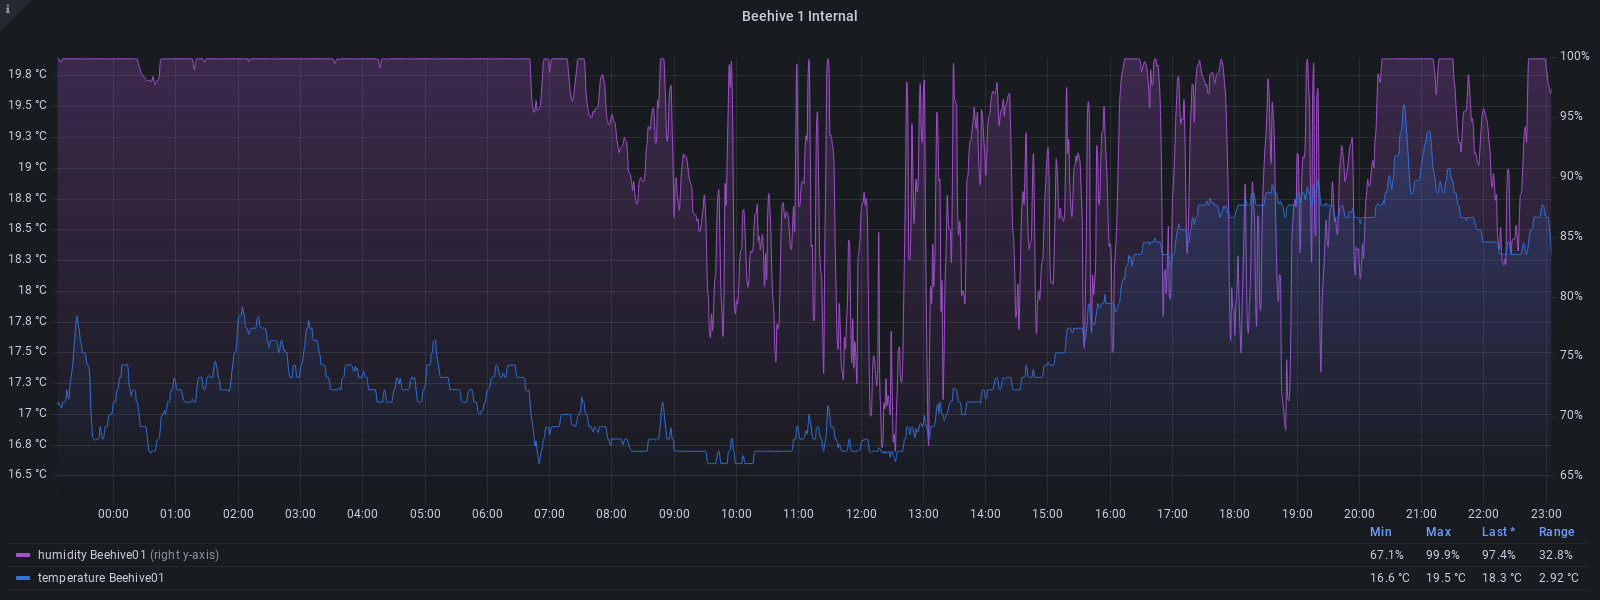 i
Beehive 1 Internal
19.8 °C
19.5 °C
19.3 °C
19 °C
18.8 °C
18.5 °C
18.3 °C
18 °C
17.8 °C
17.5 °C
17.3 °C
17 °C
16.8 °C
16.5 °C
100%
95%
90%
85%
80%
75%
70%
65%
00:00 01:00 02:00 03:00 04:00 05:00 06:00 07:00 08:00 09:00 10:00 11:00 12:00 13:00 14:00 15:00 16:00 17:00 18:00 19:00 20:00 21:00 22:00 23:00
Min Max Last * Range
humidity Beehive01 (right y-axis) 67.1% 99.9% 97.4% 32.8%
temperature Beehive01 16.6 °C 19.5 °C 18.3 °C 2.92 °C